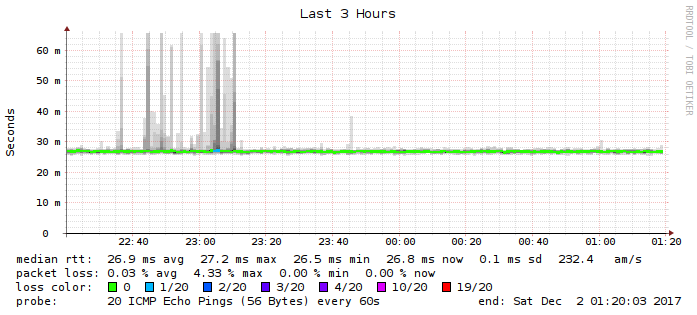 Last 3 Hours
RRDTOOL / TOBI OETIKER
Seconds
60 m
50 m
40 m
30 m
20 m
10 m
0
22:40 23:00 23:20 23:40 00:00 00:20 00:40 01:00 01:20
median rtt: 26.9 ms avg 27.2 ms max 26.5 ms min 26.8 ms now 0.1 ms sd 232.4 am/s
packet loss: 0.03 % avg 4.33 % max 0.00 % min 0.00 % now
loss color: 0 1/20 2/20 3/20 4/20 10/20 19/20
probe: 20 ICMP Echo Pings (56 Bytes) every 60s end: Sat Dec 2 01:20:03 2017